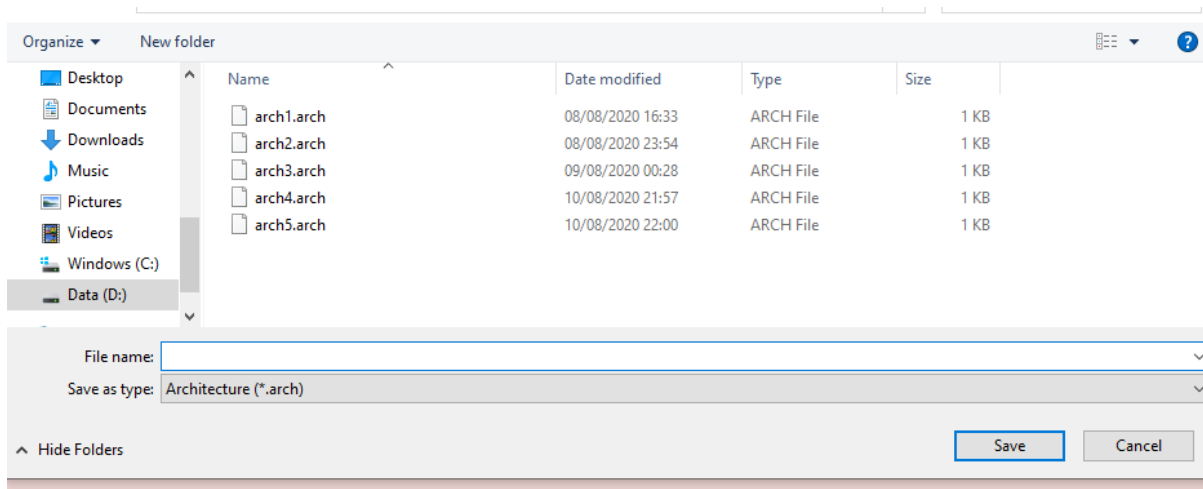 Organize New folder
Desktop
Documents
Downloads
Music
Pictures
Videos
Windows (C:)
Data (D:)
Name Date modified Type Size
arch1.arch 08/08/2020 16:33 ARCH File 1 KB
arch2.arch 08/08/2020 23:54 ARCH File 1 KB
arch3.arch 09/08/2020 00:28 ARCH File 1 KB
arch4.arch 10/08/2020 21:57 ARCH File 1 KB
arch5.arch 10/08/2020 22:00 ARCH File 1 KB
File name:
Save as type: Architecture (*.arch)
Hide Folders Save Cancel